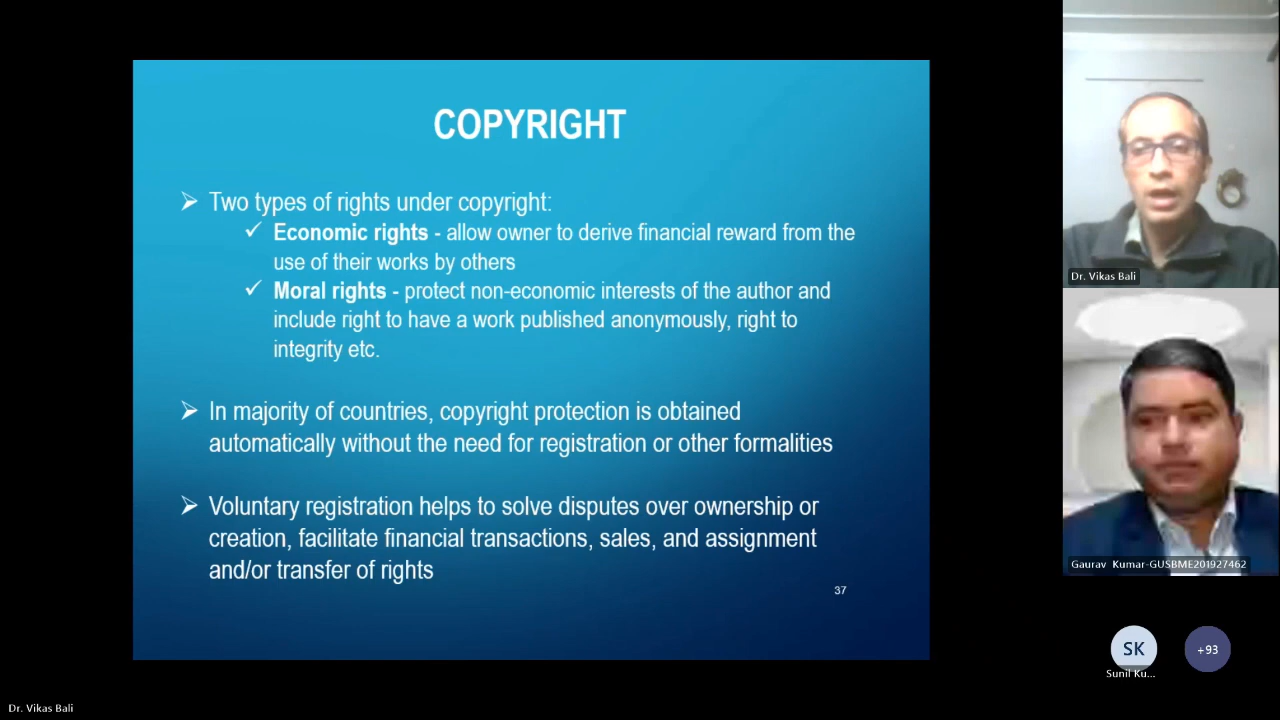 COPYRIGHT
➢ Two types of rights under copyright:
✓ Economic rights - allow owner to derive financial reward from the
use of their works by others
✓ Moral rights - protect non-economic interests of the author and
include right to have a work published anonymously, right to
integrity etc.
➢ In majority of countries, copyright protection is obtained
automatically without the need for registration or other formalities
➢ Voluntary registration helps to solve disputes over ownership or
creation, facilitate financial transactions, sales, and assignment
and/or transfer of rights
37
Dr. Vikas Bali
Gaurav Kumar-GUSBME201927462
SK
+93
Sunil Ku...
Dr. Vikas Bali